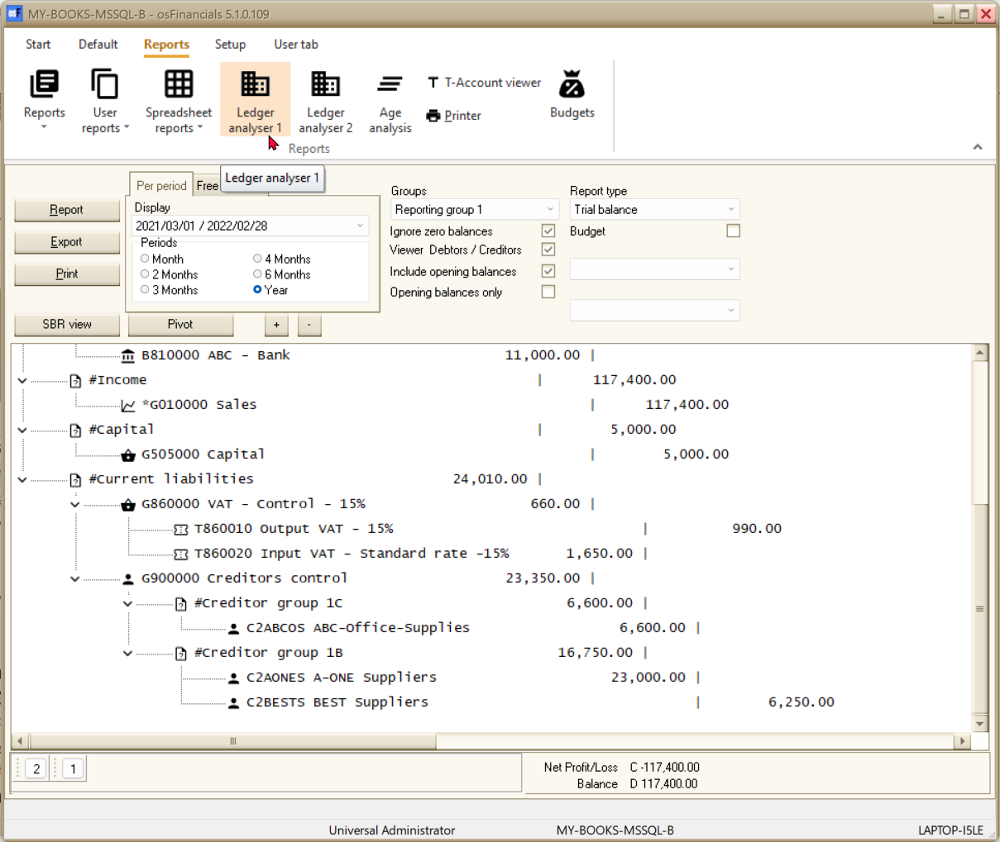 MY-BOOKS-MSSQL-B - osFinancials 5.1.0.109
Start Default Reports Setup User tab
Reports
User reports
Spreadsheet reports
Ledger analyser 1
Ledger analyser 2
Age analysis
T-Account viewer
Printer
Budgets
Reports
Ledger analyser 1
Per period Free
Report
Export
Print
Display
2021/03/01 / 2022/02/28
Periods
Month 4 Months
2 Months 6 Months
3 Months Year
Groups
Reporting group 1
Ignore zero balances
Viewer Debtors / Creditors
Include opening balances
Opening balances only
Report type
Trial balance
Budget
SBR view Pivot + -
B810000 ABC - Bank 11,000.00 |
#Income | 117,400.00
*G010000 Sales | 117,400.00
#Capital | 5,000.00
G505000 Capital | 5,000.00
#Current liabilities 24,010.00 |
G860000 VAT - Control - 15% 660.00 |
T860010 Output VAT - 15% | 990.00
T860020 Input VAT - Standard rate -15% 1,650.00 |
G900000 Creditors control 23,350.00 |
#Creditor group 1C 6,600.00 |
C2ABCOS ABC-Office-Supplies 6,600.00 |
#Creditor group 1B 16,750.00 |
C2AONES A-ONE Suppliers 23,000.00 |
C2BESTS BEST Suppliers | 6,250.00
2 1
Net Profit/Loss C -117,400.00
Balance D 117,400.00
Universal Administrator MY-BOOKS-MSSQL-B LAPTOP-I5LE